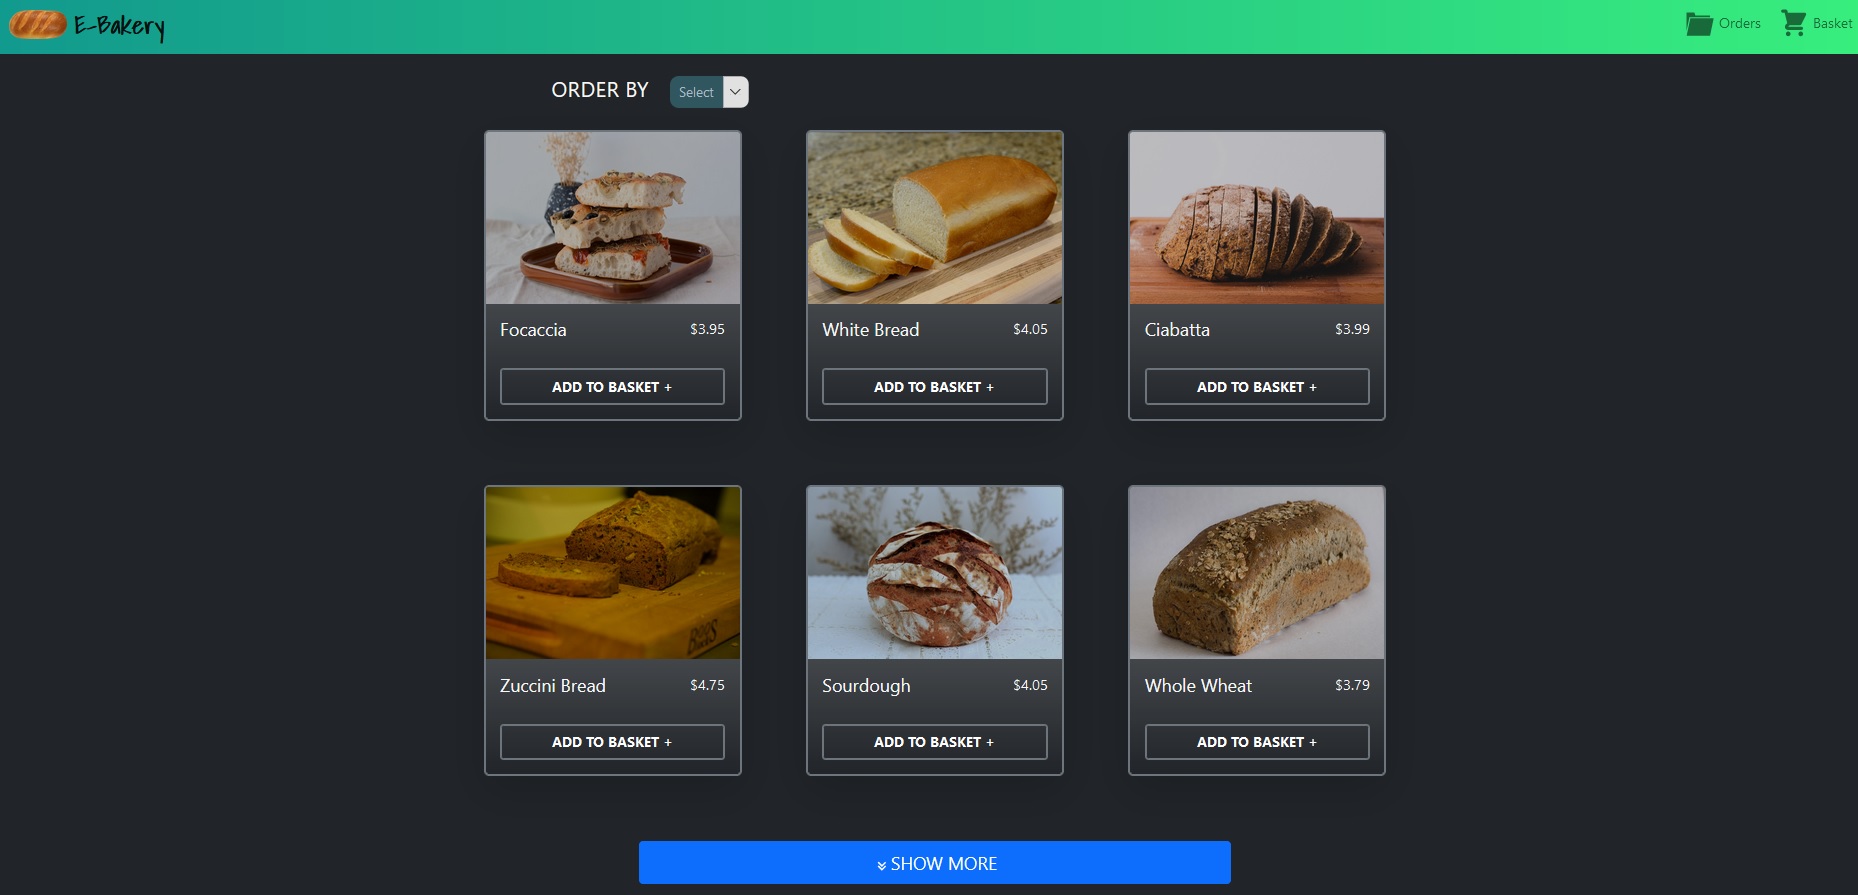 E-Bakery
Orders
Basket
ORDER BY
Select
Focaccia $3.95
ADD TO BASKET +
White Bread $4.05
ADD TO BASKET +
Ciabatta $3.99
ADD TO BASKET +
Zuccini Bread $4.75
ADD TO BASKET +
Sourdough $4.05
ADD TO BASKET +
Whole Wheat $3.79
ADD TO BASKET +
SHOW MORE